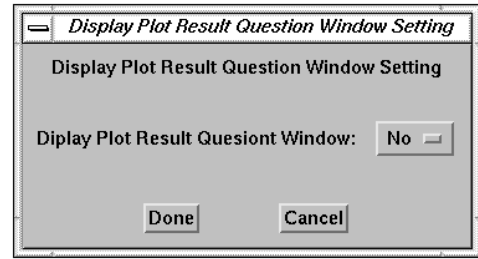 Display Plot Result Question Window Setting
Display Plot Result Question Window Setting
Diplay Plot Result Quesiont Window: No
Done Cancel